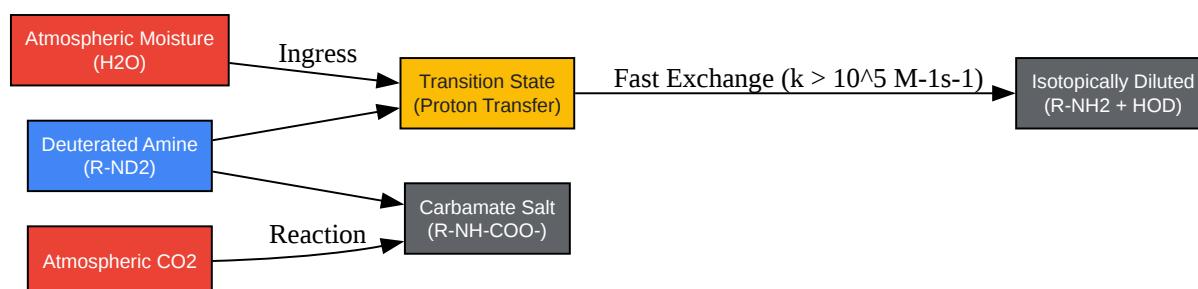 Atmospheric Moisture
(H2O)
Ingress
Transition State
(Proton Transfer)
Fast Exchange (k > 10^5 M-1s-1)
Isotopically Diluted
(R-NH2 + HOD)
Deuterated Amine
(R-ND2)
Carbamate Salt
(R-NH-COO-)
Reaction
Atmospheric CO2